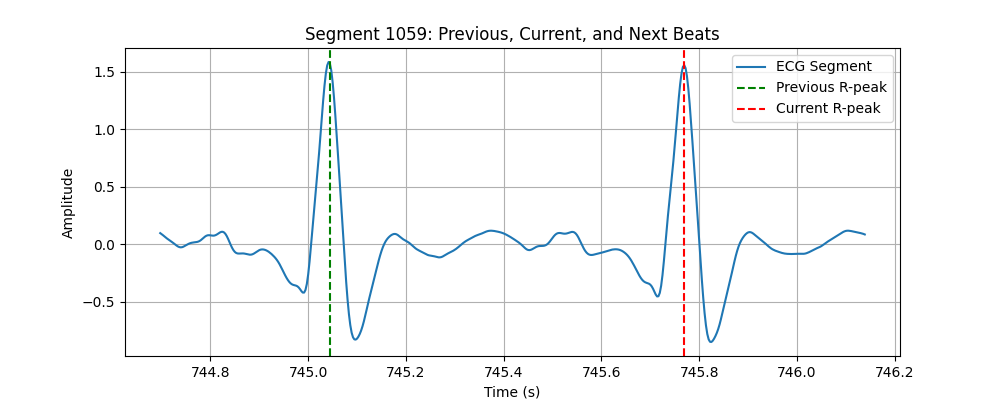 Segment 1059: Previous, Current, and Next Beats
ECG Segment
Previous R-peak
Current R-peak
Amplitude
1.5
1.0
0.5
0.0
−0.5
744.8 745.0 745.2 745.4 745.6 745.8 746.0 746.2
Time (s)